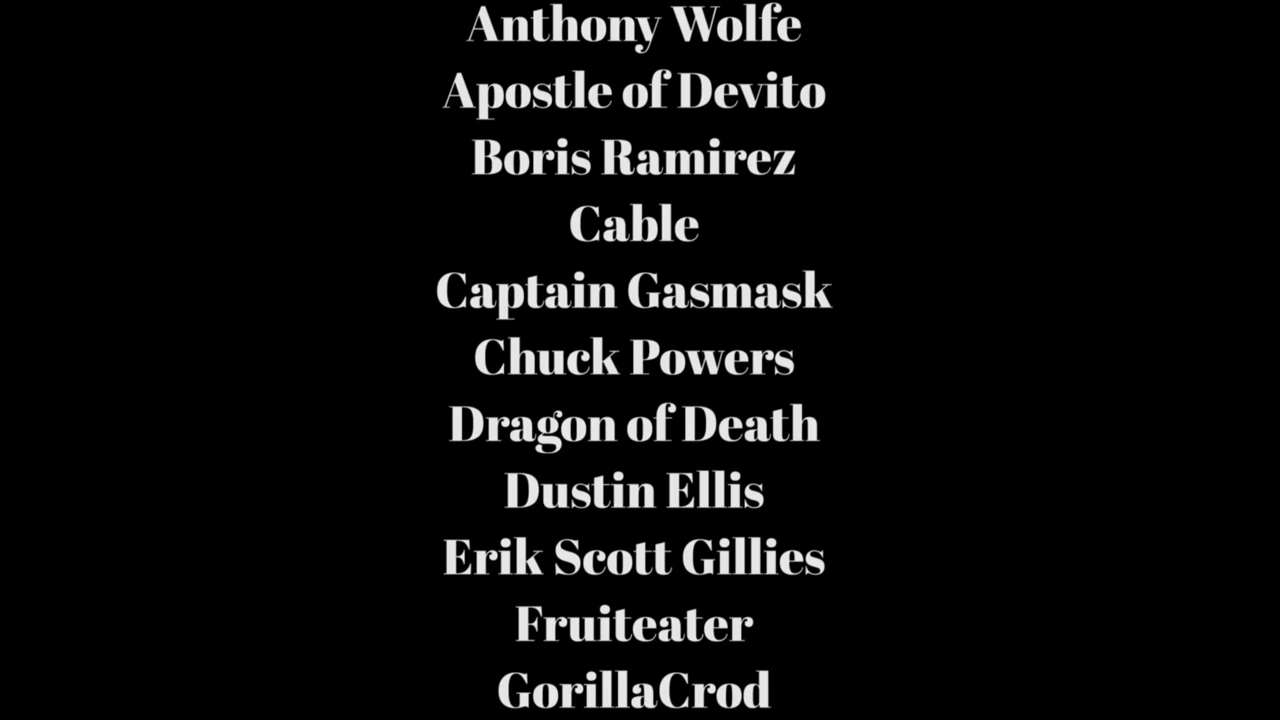 Anthony Wolfe
Apostle of Devito
Boris Ramirez
Cable
Captain Gasmask
Chuck Powers
Dragon of Death
Dustin Ellis
Erik Scott Gillies
Fruiteater
GorillaCrod